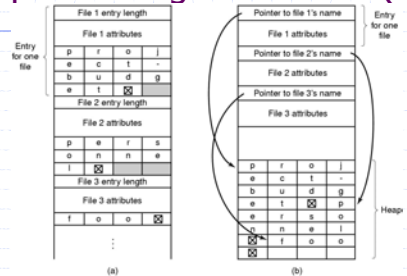 Entry
for one
file
File 1 entry length
File 1 attributes
p r o j
e c t -
b u d g
e t ☒
File 2 entry length
File 2 attributes
p e r s
o n n e
l ☒
File 3 entry length
File 3 attributes
f o o ☒
(a)
Pointer to file 1's name
File 1 attributes
Pointer to file 2's name
File 2 attributes
Pointer to file 3's name
File 3 attributes
Entry
for one
file
p r o j
e c t -
b u d g
e t ☒ p
e r s o
n n e l
☒ f o o
☒
Heap
(b)